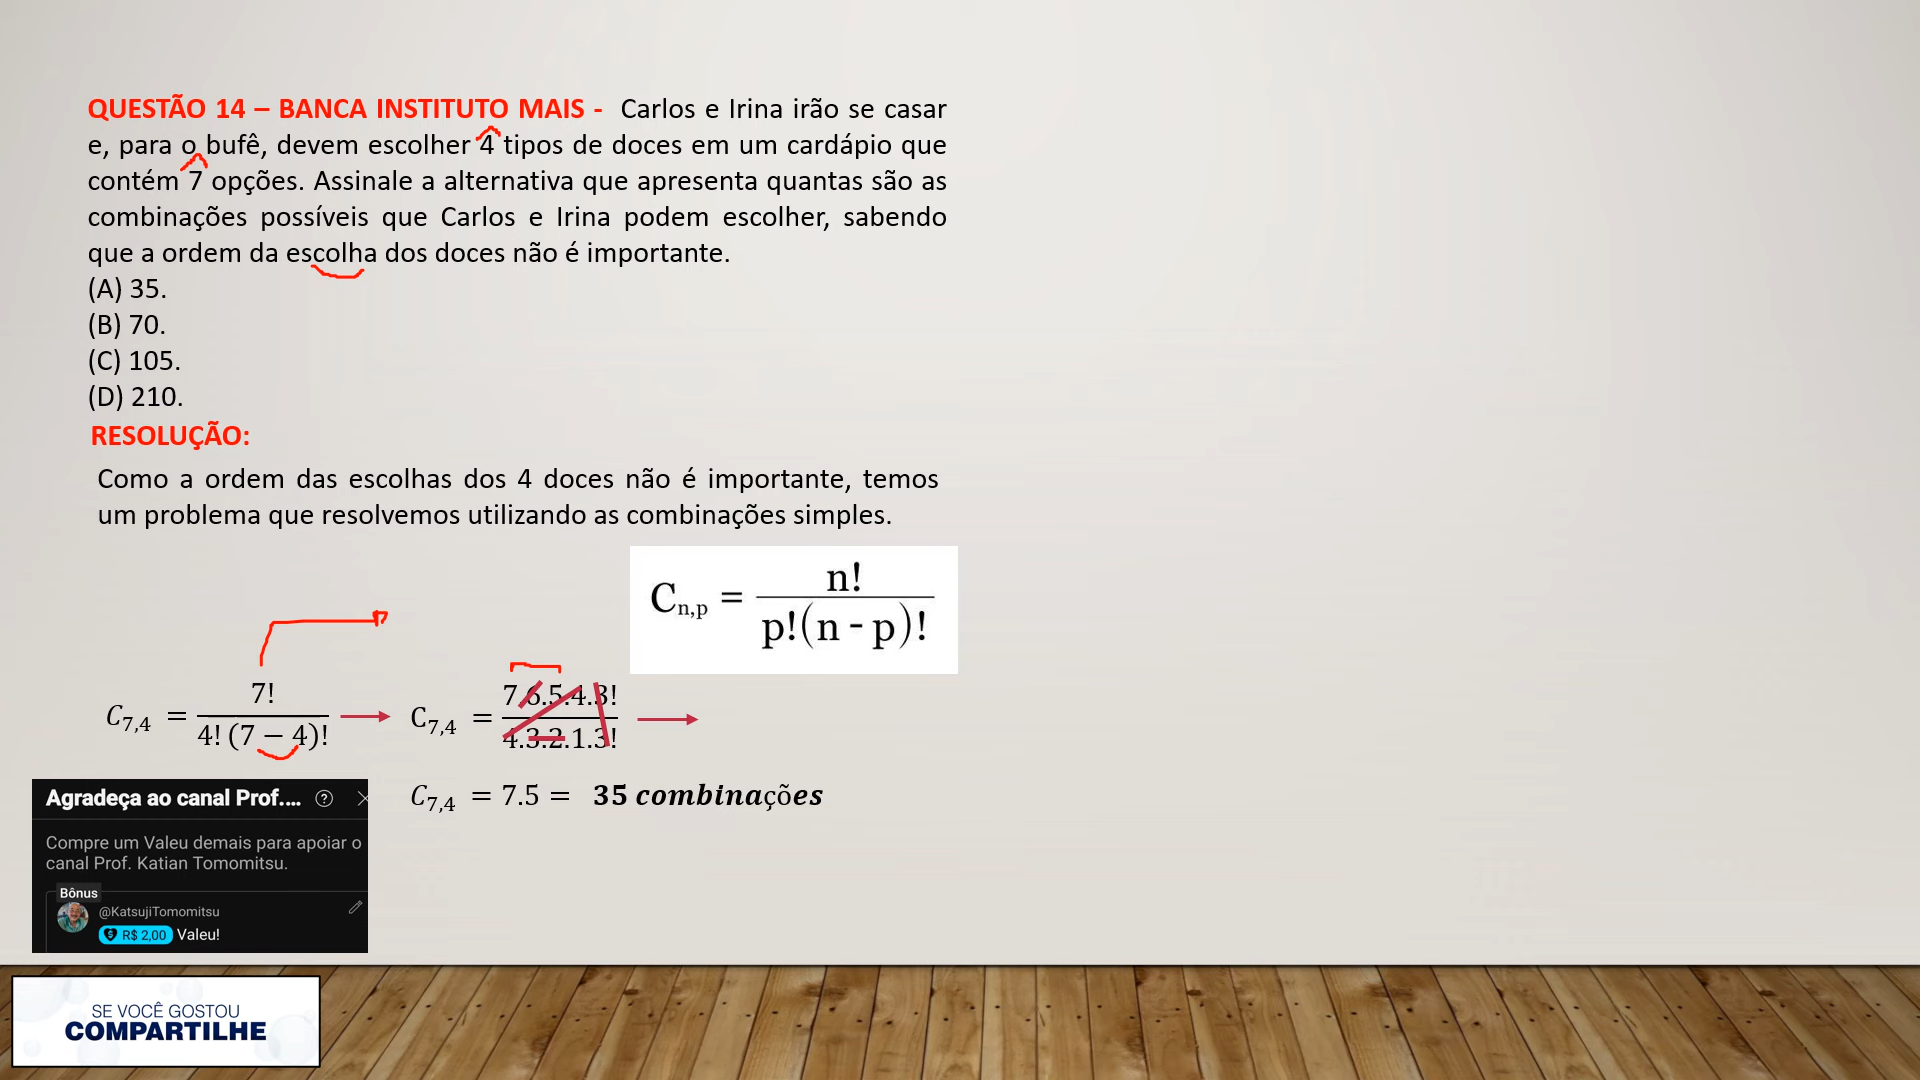 QUESTÃO 14 – BANCA INSTITUTO MAIS - Carlos e Irina irão se casar
e, para o bufê, devem escolher 4 tipos de doces em um cardápio que
contém 7 opções. Assinale a alternativa que apresenta quantas são as
combinações possíveis que Carlos e Irina podem escolher, sabendo
que a ordem da escolha dos doces não é importante.
(A) 35.
(B) 70.
(C) 105.
(D) 210.
RESOLUÇÃO:
Como a ordem das escolhas dos 4 doces não é importante, temos
um problema que resolvemos utilizando as combinações simples.
C n,p = n! / p!(n - p)!
C 7,4 = 7! / 4! (7 − 4)!
C 7,4 = 7.6.5.4.3! / 4.3.2.1.3!
C 7,4 = 7.5 = 35 combinações
Agradeça ao canal Prof....
Compre um Valeu demais para apoiar o
canal Prof. Katian Tomomitsu.
Bônus
@KatsujiTomomitsu
R$ 2,00 Valeu!
SE VOCÊ GOSTOU
COMPARTILHE